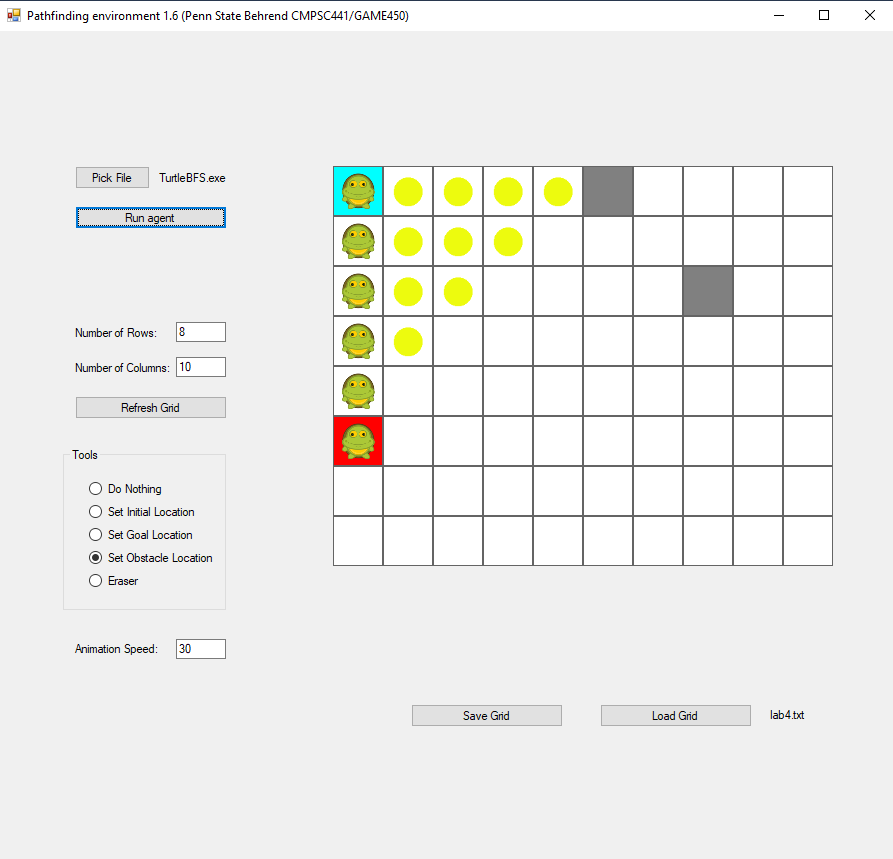 Pathfinding environment 1.6 (Penn State Behrend CMPSC441/GAME450)
Pick File TurtleBFS.exe
Run agent
Number of Rows: 8
Number of Columns: 10
Refresh Grid
Tools
Do Nothing
Set Initial Location
Set Goal Location
Set Obstacle Location
Eraser
Animation Speed: 30
Save Grid Load Grid lab4.txt